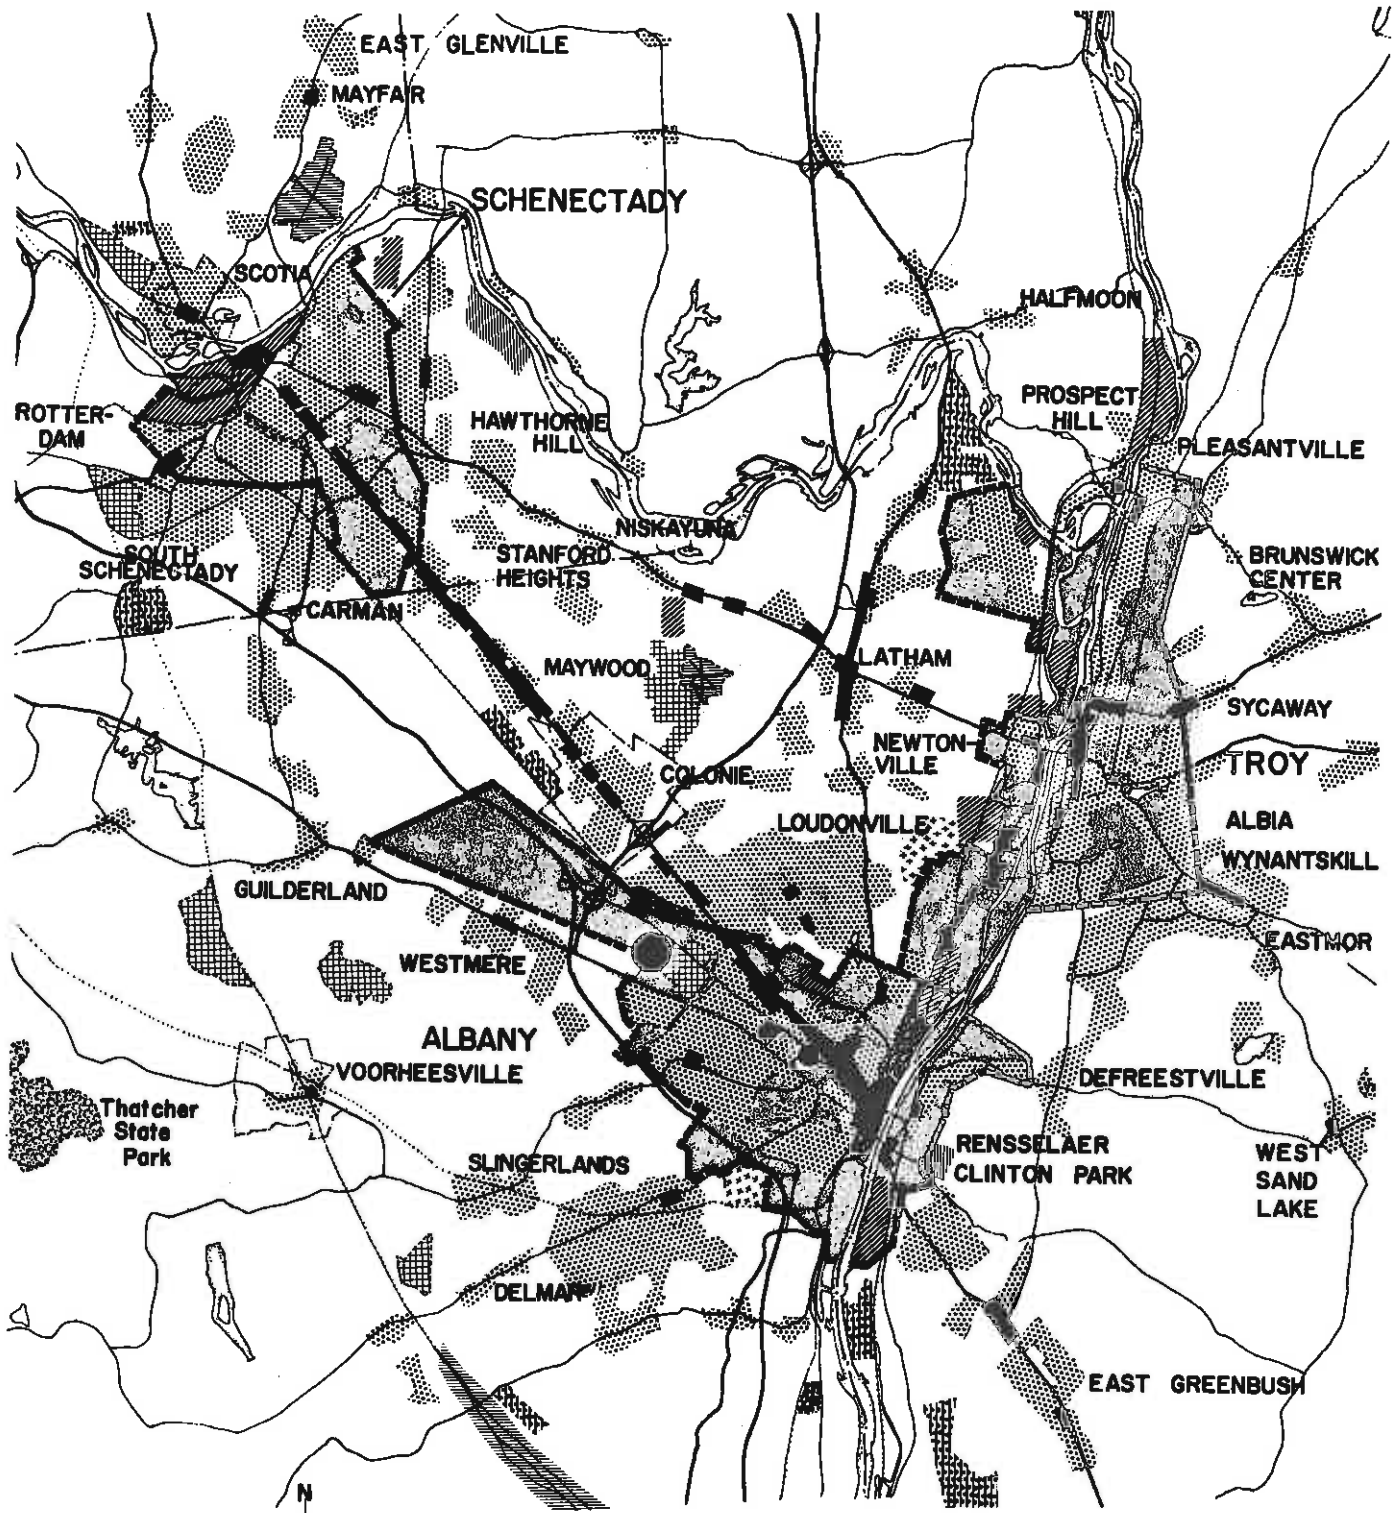 EAST GLENVILLE
MAYFAIR
SCHENECTADY
SCOTIA
HALFMOON
ROTTER-
DAM
HAWTHORNE
HILL
PROSPECT
HILL
PLEASANTVILLE
NISKAYUNA
STANFORD
HEIGHTS
SOUTH
SCHENECTADY
BRUNSWICK
CENTER
CARMAN
MAYWOOD
LATHAM
SYCAWAY
NEWTON-
VILLE
TROY
COLONIE
LOUDONVILLE
ALBIA
WYNANTSKILL
GUILDERLAND
EASTMOR
WESTMERE
ALBANY
VOORHEESVILLE
DEFREESTVILLE
Thatcher
State
Park
SLINGERLANDS
RENSSELAER
CLINTON PARK
WEST
SAND
LAKE
DELMAR
EAST GREENBUSH
N